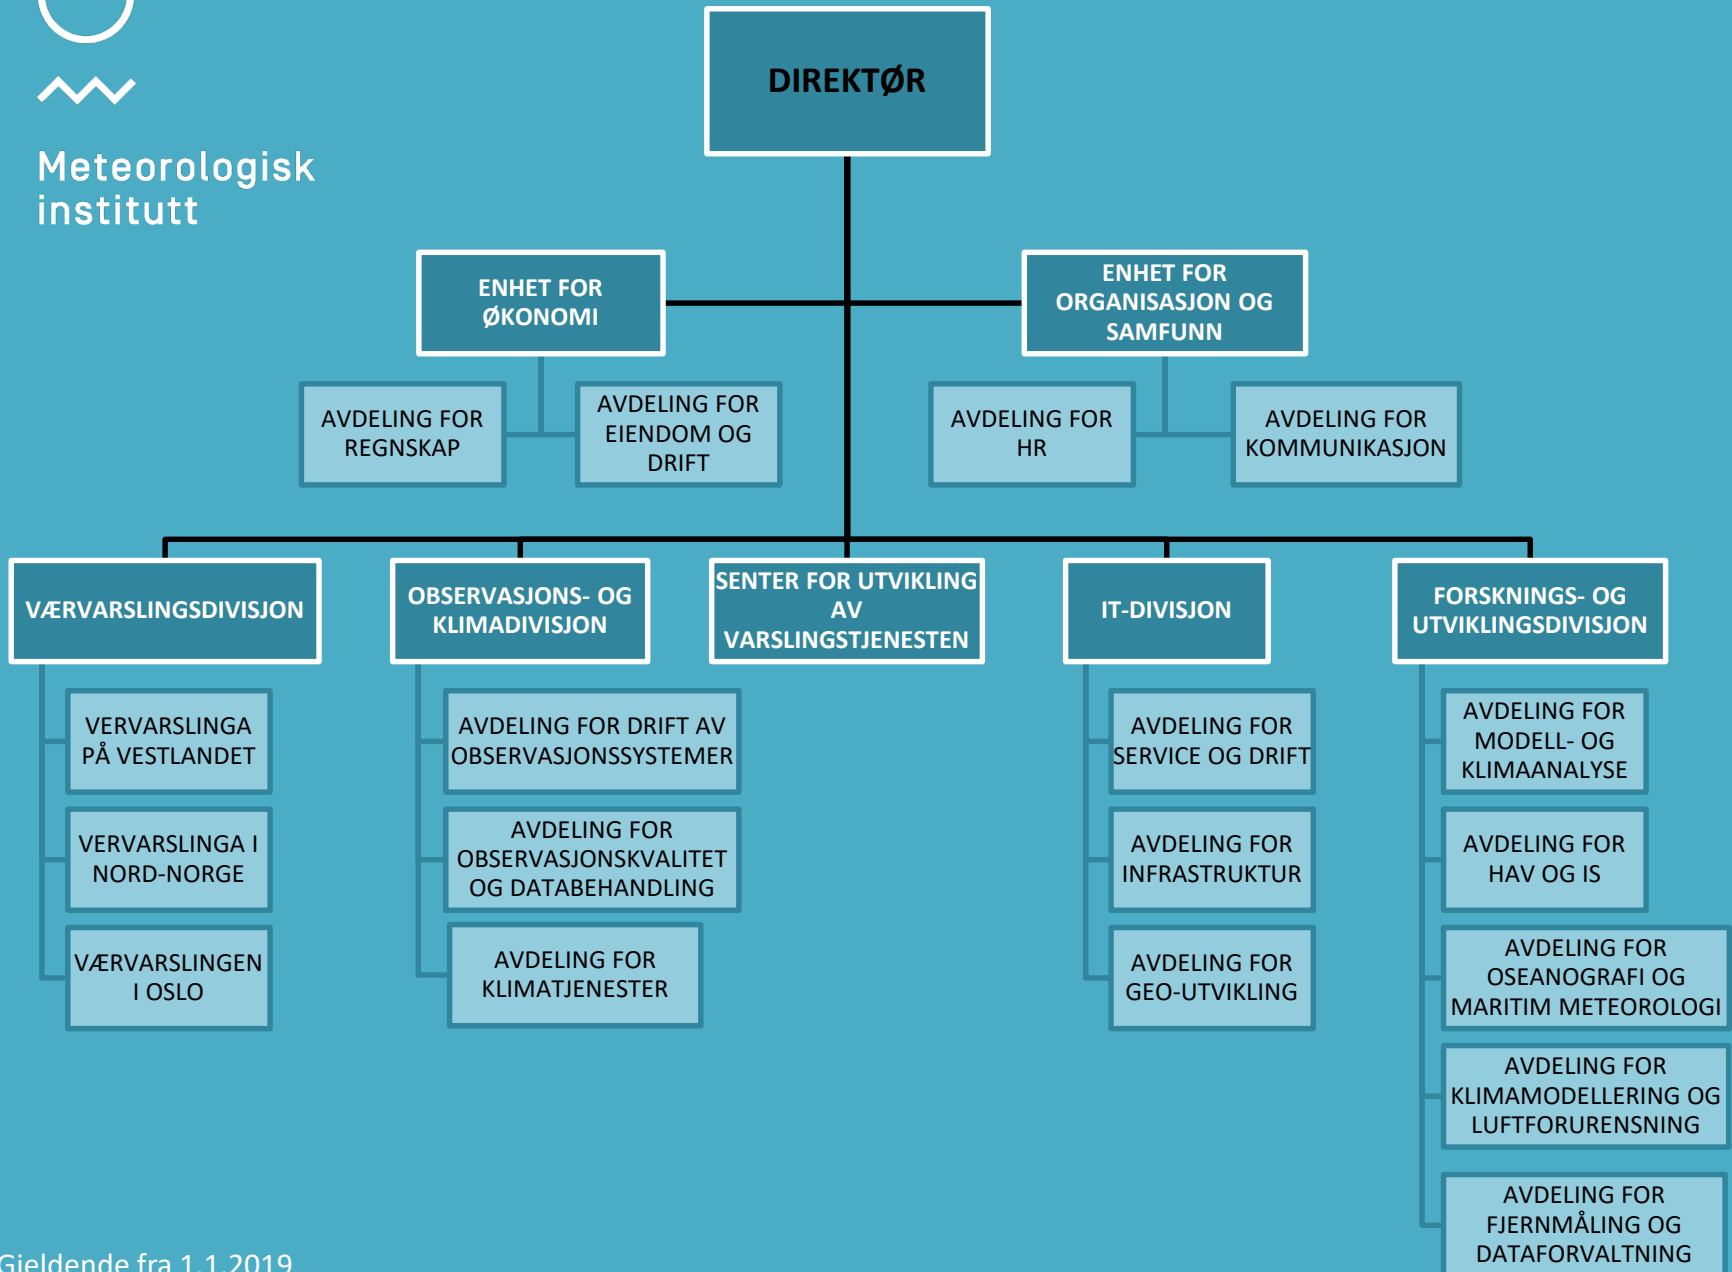 Meteorologisk
institutt
DIREKTØR
ENHET FOR
ØKONOMI
ENHET FOR
ORGANISASJON OG
SAMFUNN
AVDELING FOR
REGNSKAP
AVDELING FOR
EIENDOM OG
DRIFT
AVDELING FOR
HR
AVDELING FOR
KOMMUNIKASJON
VÆRVARSLINGSDIVISJON
OBSERVASJONS- OG
KLIMADIVISJON
SENTER FOR UTVIKLING
AV
VARSLINGSTJENESTEN
IT-DIVISJON
FORSKNINGS- OG
UTVIKLINGSDIVISJON
VERVARSLINGA
PÅ VESTLANDET
VERVARSLINGA I
NORD-NORGE
VÆRVARSLINGEN
I OSLO
AVDELING FOR DRIFT AV
OBSERVASJONSSYSTEMER
AVDELING FOR
OBSERVASJONSKVALITET
OG DATABEHANDLING
AVDELING FOR
KLIMATJENESTER
AVDELING FOR
SERVICE OG DRIFT
AVDELING FOR
INFRASTRUKTUR
AVDELING FOR
GEO-UTVIKLING
AVDELING FOR
MODELL- OG
KLIMAANALYSE
AVDELING FOR
HAV OG IS
AVDELING FOR
OSEANOGRAFI OG
MARITIM METEOROLOGI
AVDELING FOR
KLIMAMODELLERING OG
LUFTFORURENSNING
AVDELING FOR
FJERNMÅLING OG
DATAFORVALTNING
Gjeldende fra 1.1.2019